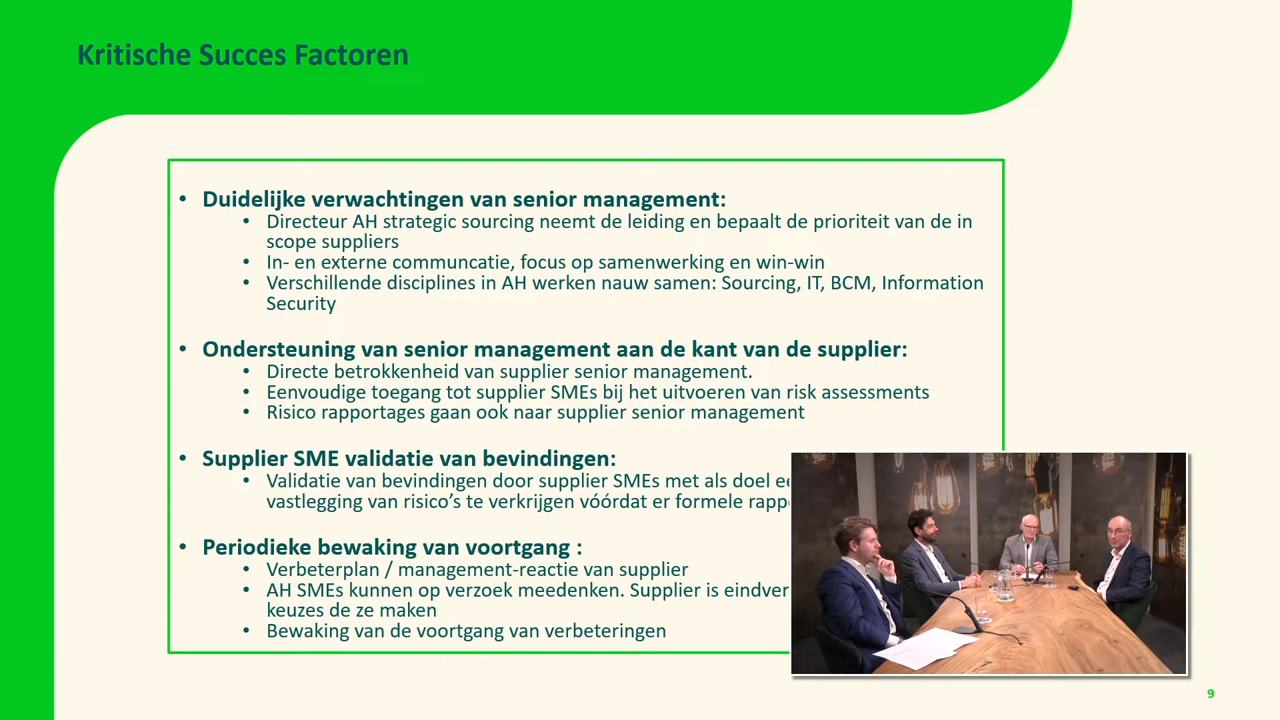 Kritische Succes Factoren
• Duidelijke verwachtingen van senior management:
• Directeur AH strategic sourcing neemt de leiding en bepaalt de prioriteit van de in
scope suppliers
• In- en externe communcatie, focus op samenwerking en win-win
• Verschillende disciplines in AH werken nauw samen: Sourcing, IT, BCM, Information
Security
• Ondersteuning van senior management aan de kant van de supplier:
• Directe betrokkenheid van supplier senior management.
• Eenvoudige toegang tot supplier SMEs bij het uitvoeren van risk assessments
• Risico rapportages gaan ook naar supplier senior management
• Supplier SME validatie van bevindingen:
• Validatie van bevindingen door supplier SMEs met als doel
vastlegging van risico's te verkrijgen vóórdat er formele
• Periodieke bewaking van voortgang :
• Verbeterplan / management-reactie van supplier
• AH SMEs kunnen op verzoek meedenken. Supplier is
keuzes de ze maken
• Bewaking van de voortgang van verbeteringen
9